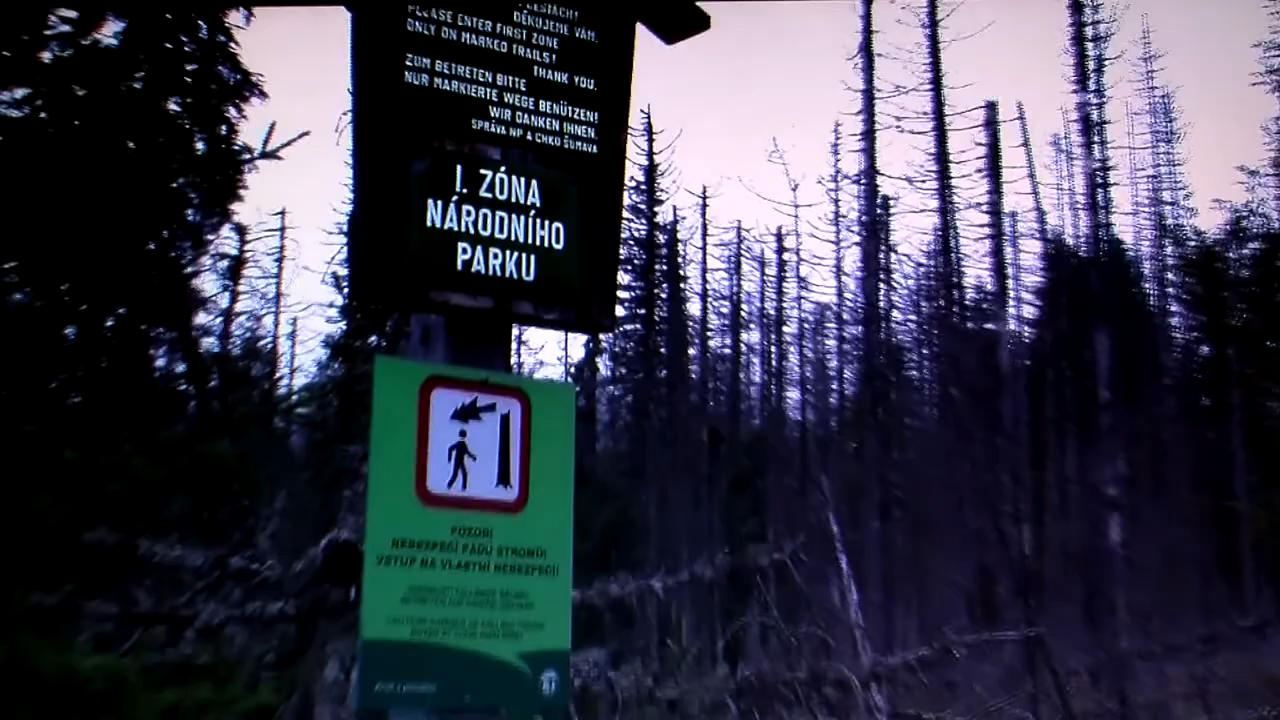 CESTÁCH!
DĚKUJEME VÁM.
PLEASE ENTER FIRST ZONE
ONLY ON MARKED TRAILS!
THANK YOU.
ZUM BETRETEN BITTE
NUR MARKIERTE WEGE BENÜTZEN!
WIR DANKEN IHNEN.
SPRÁVA NP A CHKO ŠUMAVA
I. ZÓNA
NÁRODNÍHO
PARKU
POZOR!
NEBEZPEČÍ PÁDU STROMŮ!
VSTUP NA VLASTNÍ NEBEZPEČÍ!